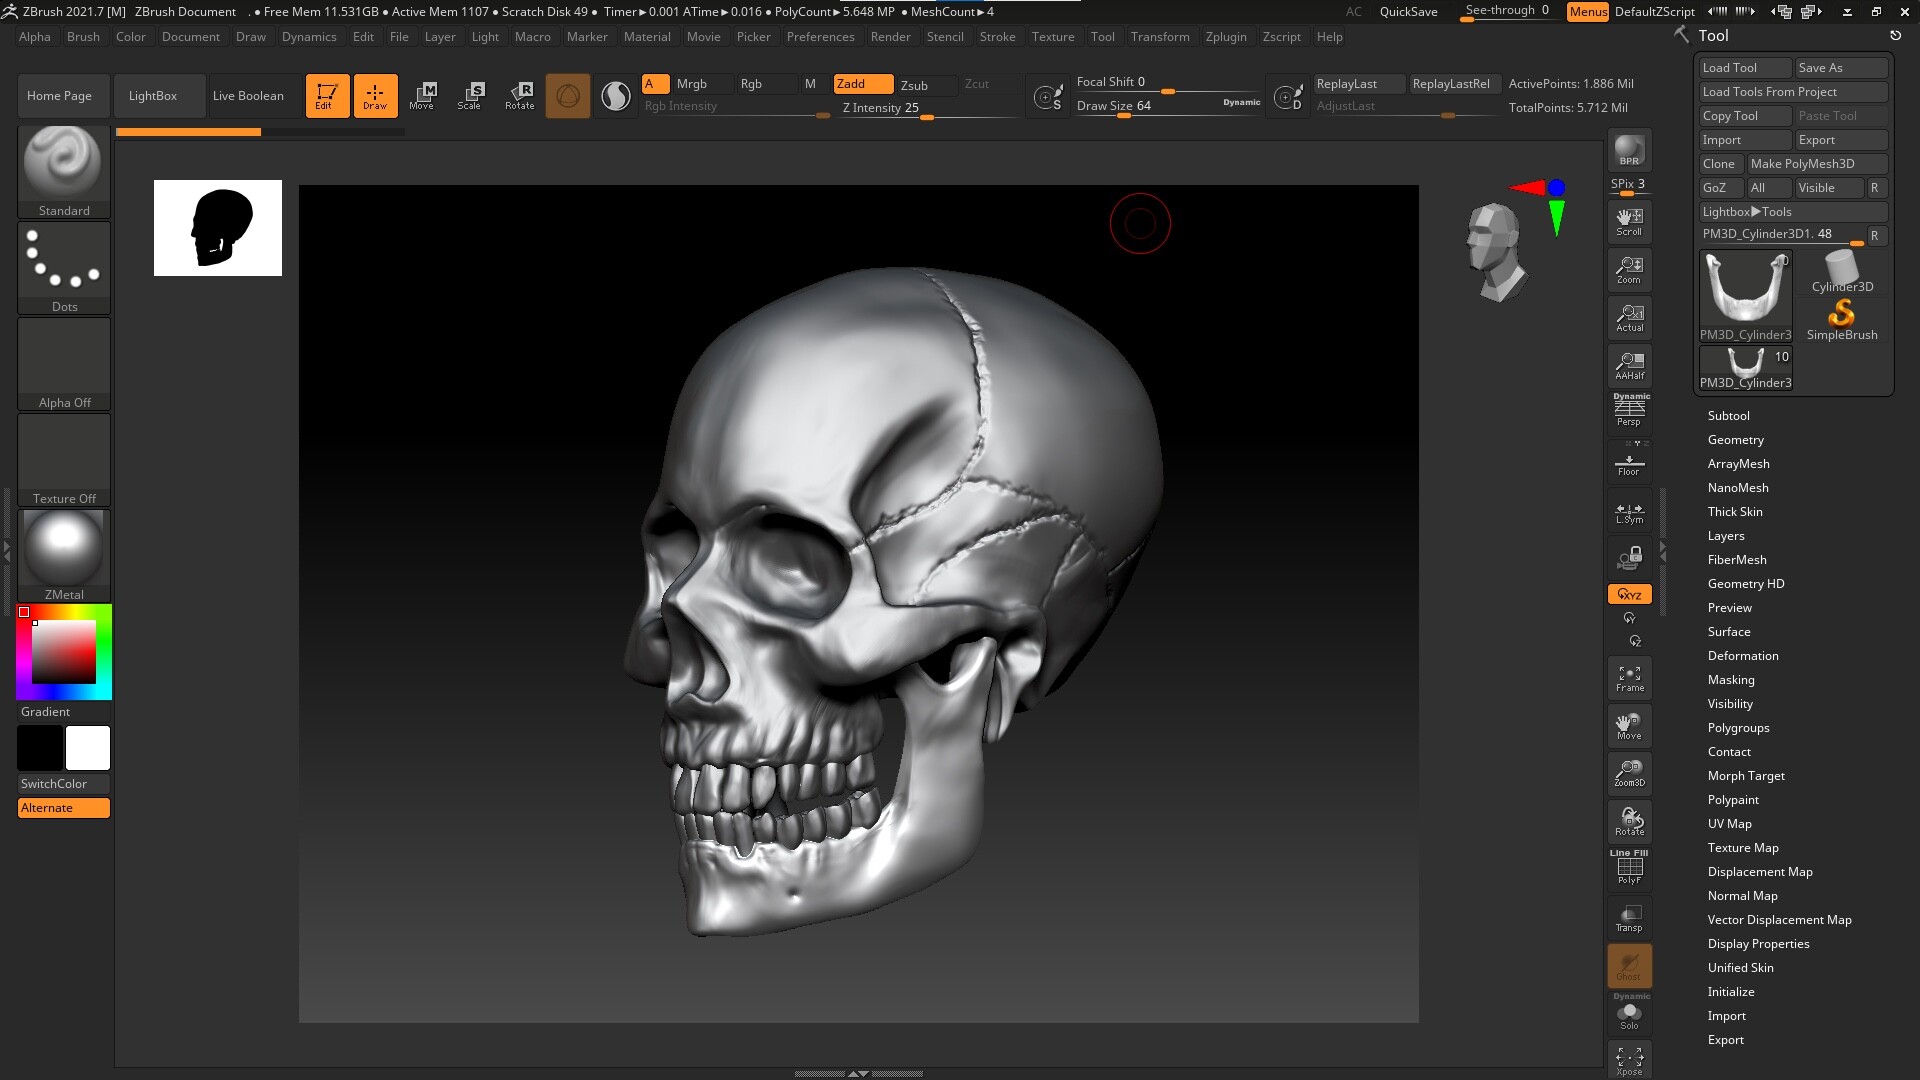 ZBrush 2021.7 [M] ZBrush Document . ● Free Mem 11.531GB ● Active Mem 1107 ● Scratch Disk 49 ● Timer▶0.001 ATime▶0.016 ● PolyCount▶5.648 MP ● MeshCount▶4 AC QuickSave See-through 0 Menus DefaultZScript
Alpha Brush Color Document Draw Dynamics Edit File Layer Light Macro Marker Material Movie Picker Preferences Render Stencil Stroke Texture Tool Transform Zplugin Zscript Help
Home Page LightBox Live Boolean Edit Draw Move Scale Rotate
M S R
A Mrgb Rgb M Zadd Zsub Zcut
Rgb Intensity Z Intensity 25
S Focal Shift 0
Draw Size 64 Dynamic
D ReplayLast ReplayLastRel ActivePoints: 1.886 Mil
AdjustLast TotalPoints: 5.712 Mil
Standard
Dots
Alpha Off
Texture Off
ZMetal
Gradient
SwitchColor
Alternate
BPR
SPix 3
Scroll
Zoom
Actual
AAHalf
Dynamic
Persp
Floor
L.Sym
XYZ
Y
Z
Frame
Move
Zoom3D
Rotate
Line Fill
PolyF
Transp
Ghost
Dynamic
Solo
Xpose
Tool
Load Tool Save As
Load Tools From Project
Copy Tool Paste Tool
Import Export
Clone Make PolyMesh3D
GoZ All Visible R
Lightbox▶Tools
PM3D_Cylinder3D1. 48 R
Cylinder3D
PM3D_Cylinder3 SimpleBrush
10
PM3D_Cylinder3
Subtool
Geometry
ArrayMesh
NanoMesh
Thick Skin
Layers
FiberMesh
Geometry HD
Preview
Surface
Deformation
Masking
Visibility
Polygroups
Contact
Morph Target
Polypaint
UV Map
Texture Map
Displacement Map
Normal Map
Vector Displacement Map
Display Properties
Unified Skin
Initialize
Import
Export